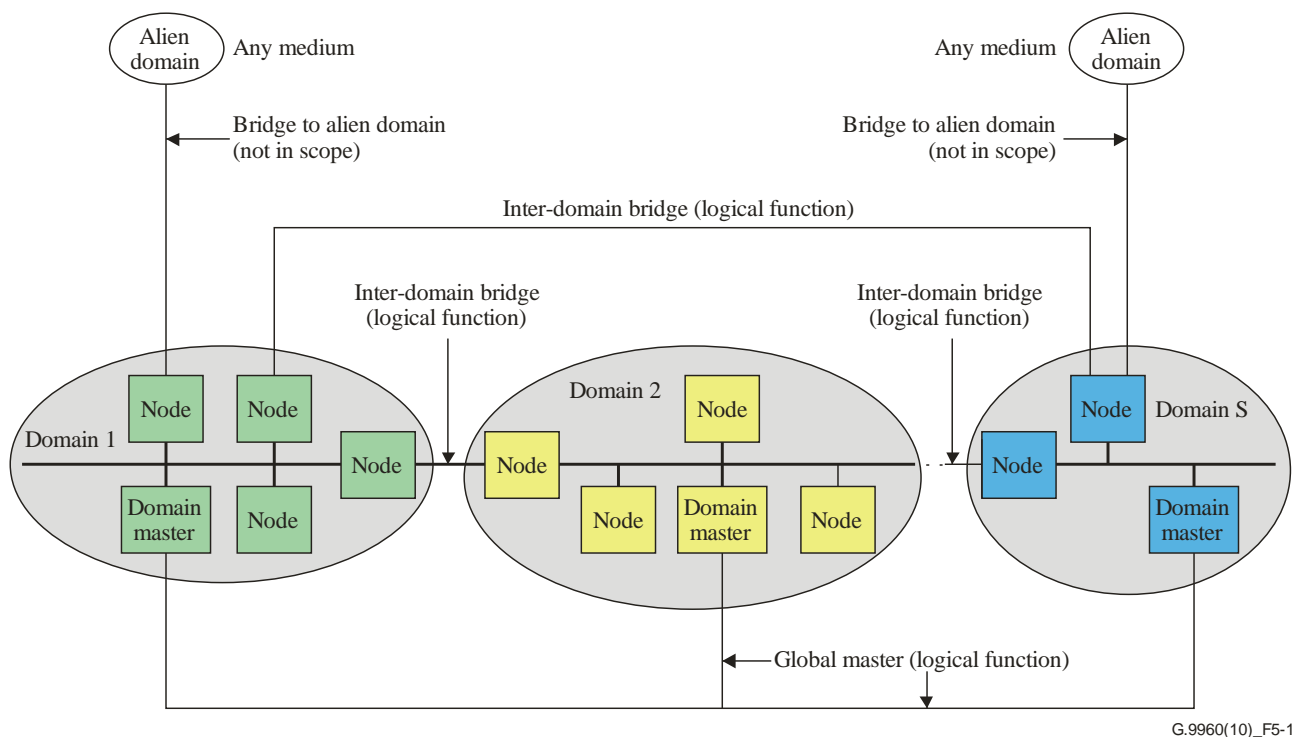 Alien
domain
Any medium
Any medium
Alien
domain
Bridge to alien domain
(not in scope)
Bridge to alien domain
(not in scope)
Inter-domain bridge (logical function)
Inter-domain bridge
(logical function)
Inter-domain bridge
(logical function)
Domain 1
Node
Node
Node
Domain
master
Node
Domain 2
Node
Node
Node
Domain
master
Node
Domain S
Node
Node
Domain
master
Global master (logical function)
G.9960(10)_F5-1